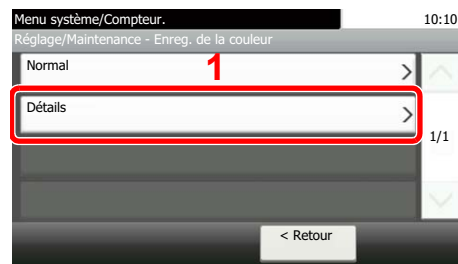 Menu système/Compteur.
10:10
Réglage/Maintenance - Enreg. de la couleur
Normal
1
Détails
1/1
< Retour